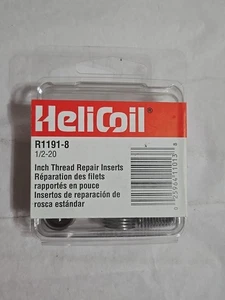 HeliCoil®
R1191-8
1/2-20
Inch Thread Repair Inserts
Réparation des filets
rapportés en pouce
Insertos de reparación de
rosca estándar